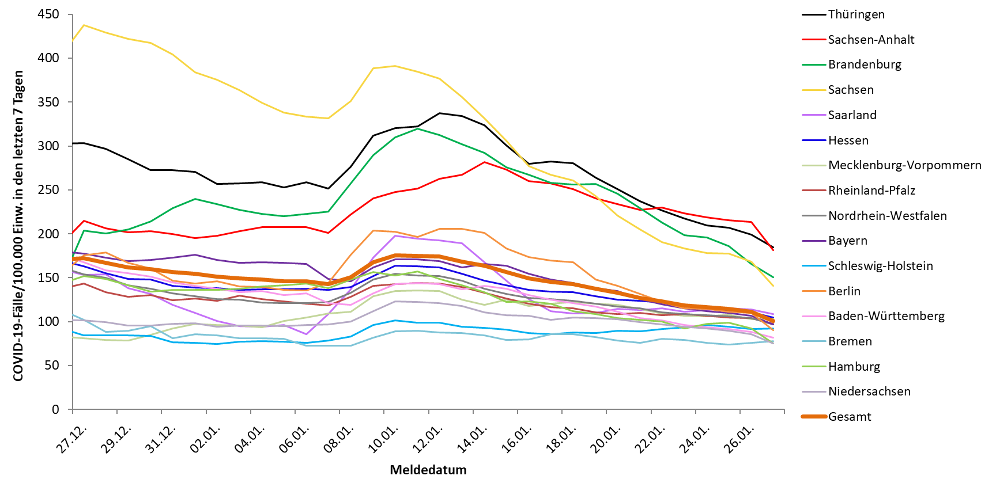 COVID-19-Fälle/100.000 Einw. in den letzten 7 Tagen
450
400
350
300
250
200
150
100
50
0
27.12.
29.12.
31.12.
02.01.
04.01.
06.01.
08.01.
10.01.
12.01.
14.01.
16.01.
18.01.
20.01.
22.01.
24.01.
26.01.
Meldedatum
Thüringen
Sachsen-Anhalt
Brandenburg
Sachsen
Saarland
Hessen
Mecklenburg-Vorpommern
Rheinland-Pfalz
Nordrhein-Westfalen
Bayern
Schleswig-Holstein
Berlin
Baden-Württemberg
Bremen
Hamburg
Niedersachsen
Gesamt